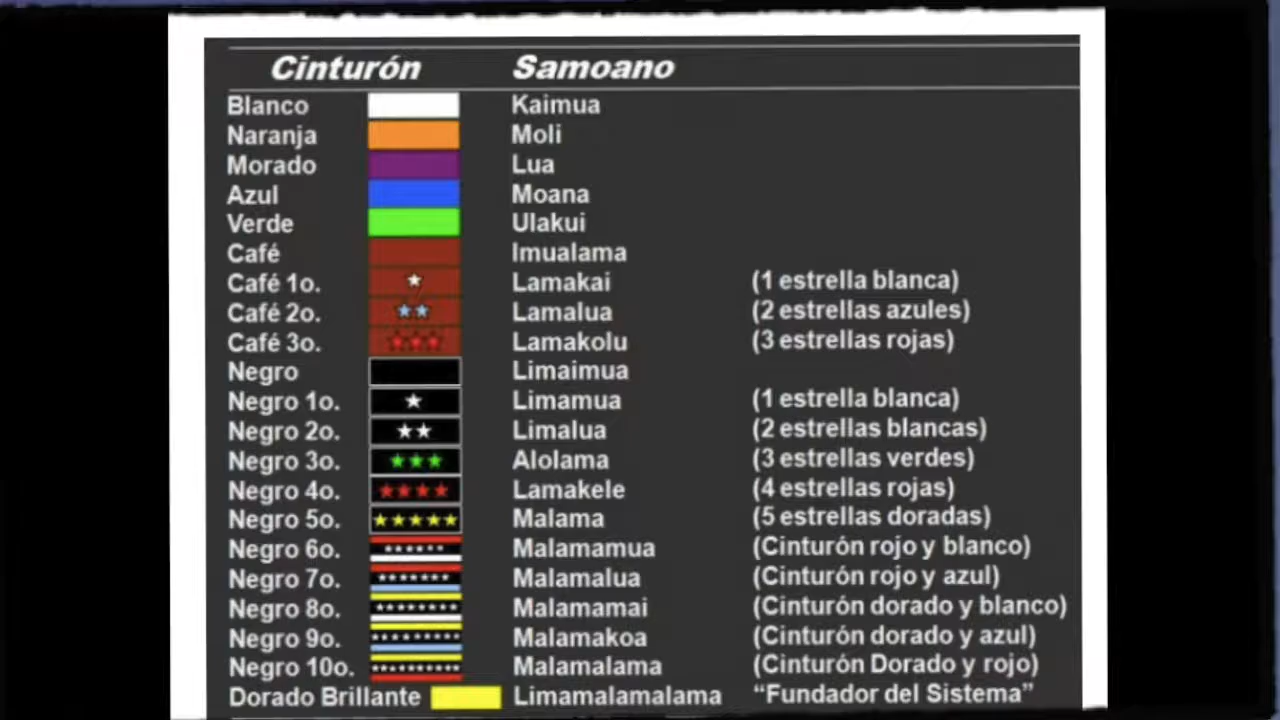 Cinturón Samoano
Blanco Kaimua
Naranja Moli
Morado Lua
Azul Moana
Verde Ulakui
Café Imualama
Café 1o. Lamakai (1 estrella blanca)
Café 2o. Lamalua (2 estrellas azules)
Café 3o. Lamakolu (3 estrellas rojas)
Negro Limaimua
Negro 1o. Limamua (1 estrella blanca)
Negro 2o. Limalua (2 estrellas blancas)
Negro 3o. Alolama (3 estrellas verdes)
Negro 4o. Lamakele (4 estrellas rojas)
Negro 5o. Malama (5 estrellas doradas)
Negro 6o. Malamamua (Cinturón rojo y blanco)
Negro 7o. Malamalua (Cinturón rojo y azul)
Negro 8o. Malamamai (Cinturón dorado y blanco)
Negro 9o. Malamakoa (Cinturón dorado y azul)
Negro 10o. Malamalama (Cinturón Dorado y rojo)
Dorado Brillante Limamalamalama “Fundador del Sistema”